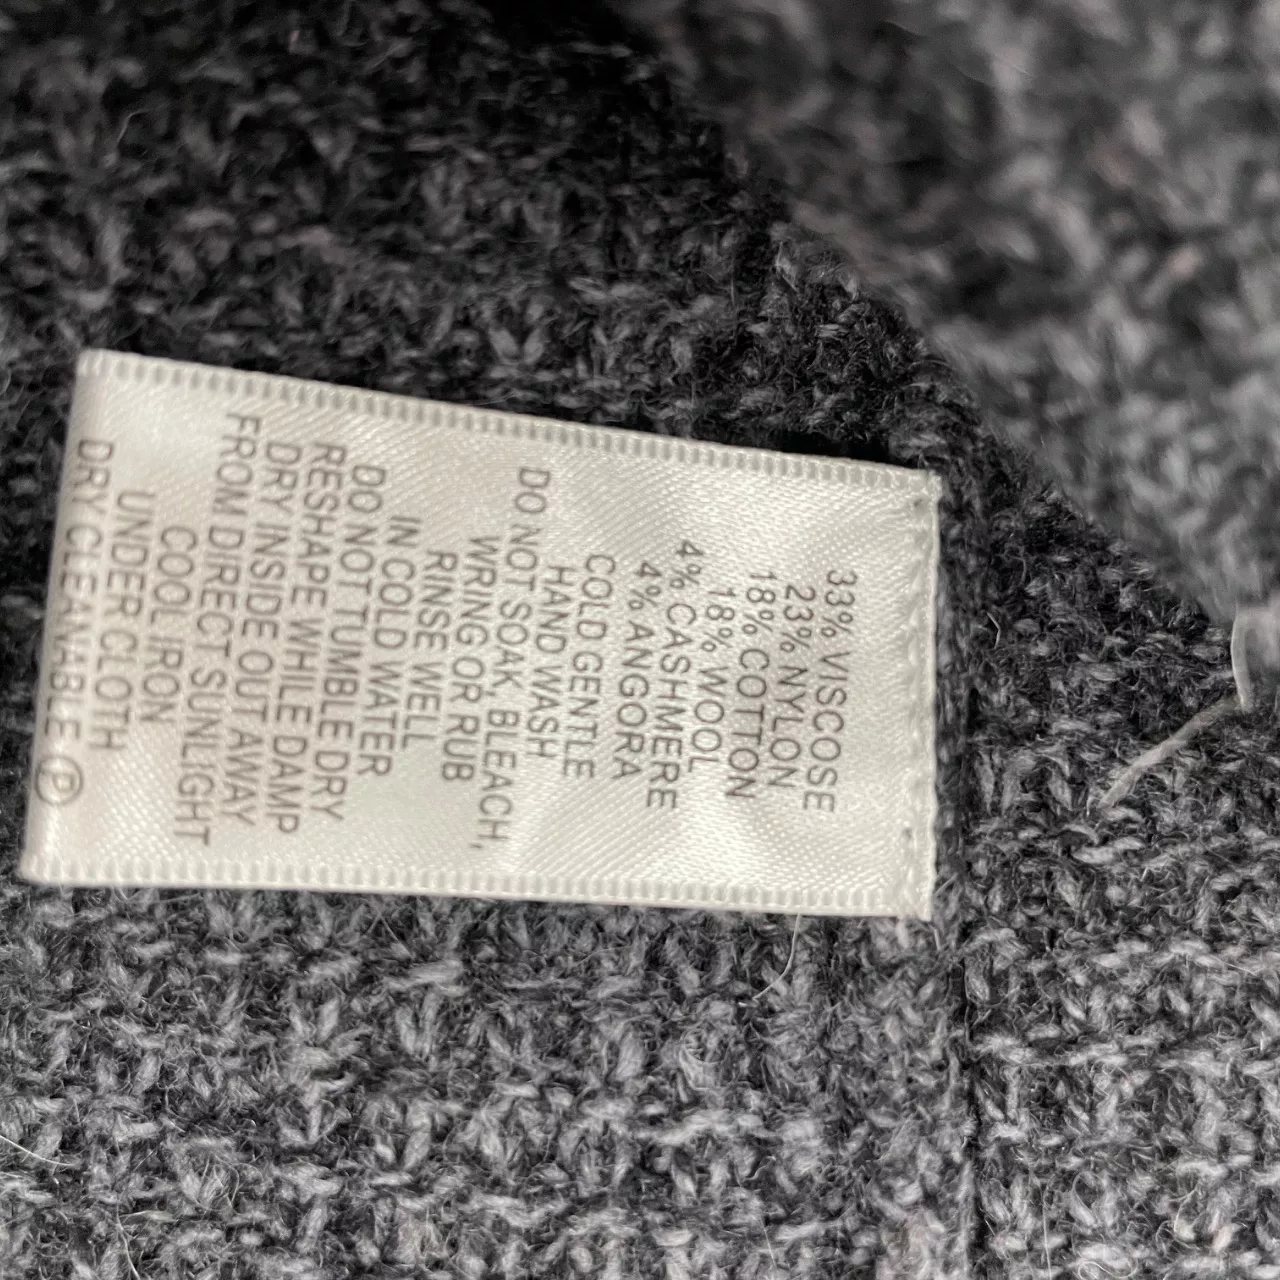 33% VISCOSE
23% NYLON
18% COTTON
18% WOOL
4% CASHMERE
4% ANGORA
COLD GENTLE
HAND WASH
DO NOT SOAK, BLEACH,
WRING OR RUB
RINSE WELL
IN COLD WATER
DO NOT TUMBLE DRY
RESHAPE WHILE DAMP
DRY INSIDE OUT AWAY
FROM DIRECT SUNLIGHT
COOL IRON
UNDER CLOTH
DRY CLEANABLE Ⓟ